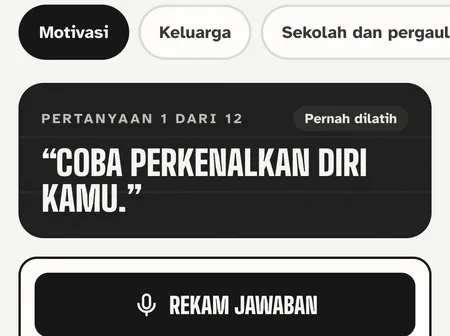 Motivasi
Keluarga
Sekolah dan pergaul
PERTANYAAN 1 DARI 12
Pernah dilatih
“COBA PERKENALKAN DIRI
KAMU.”
REKAM JAWABAN